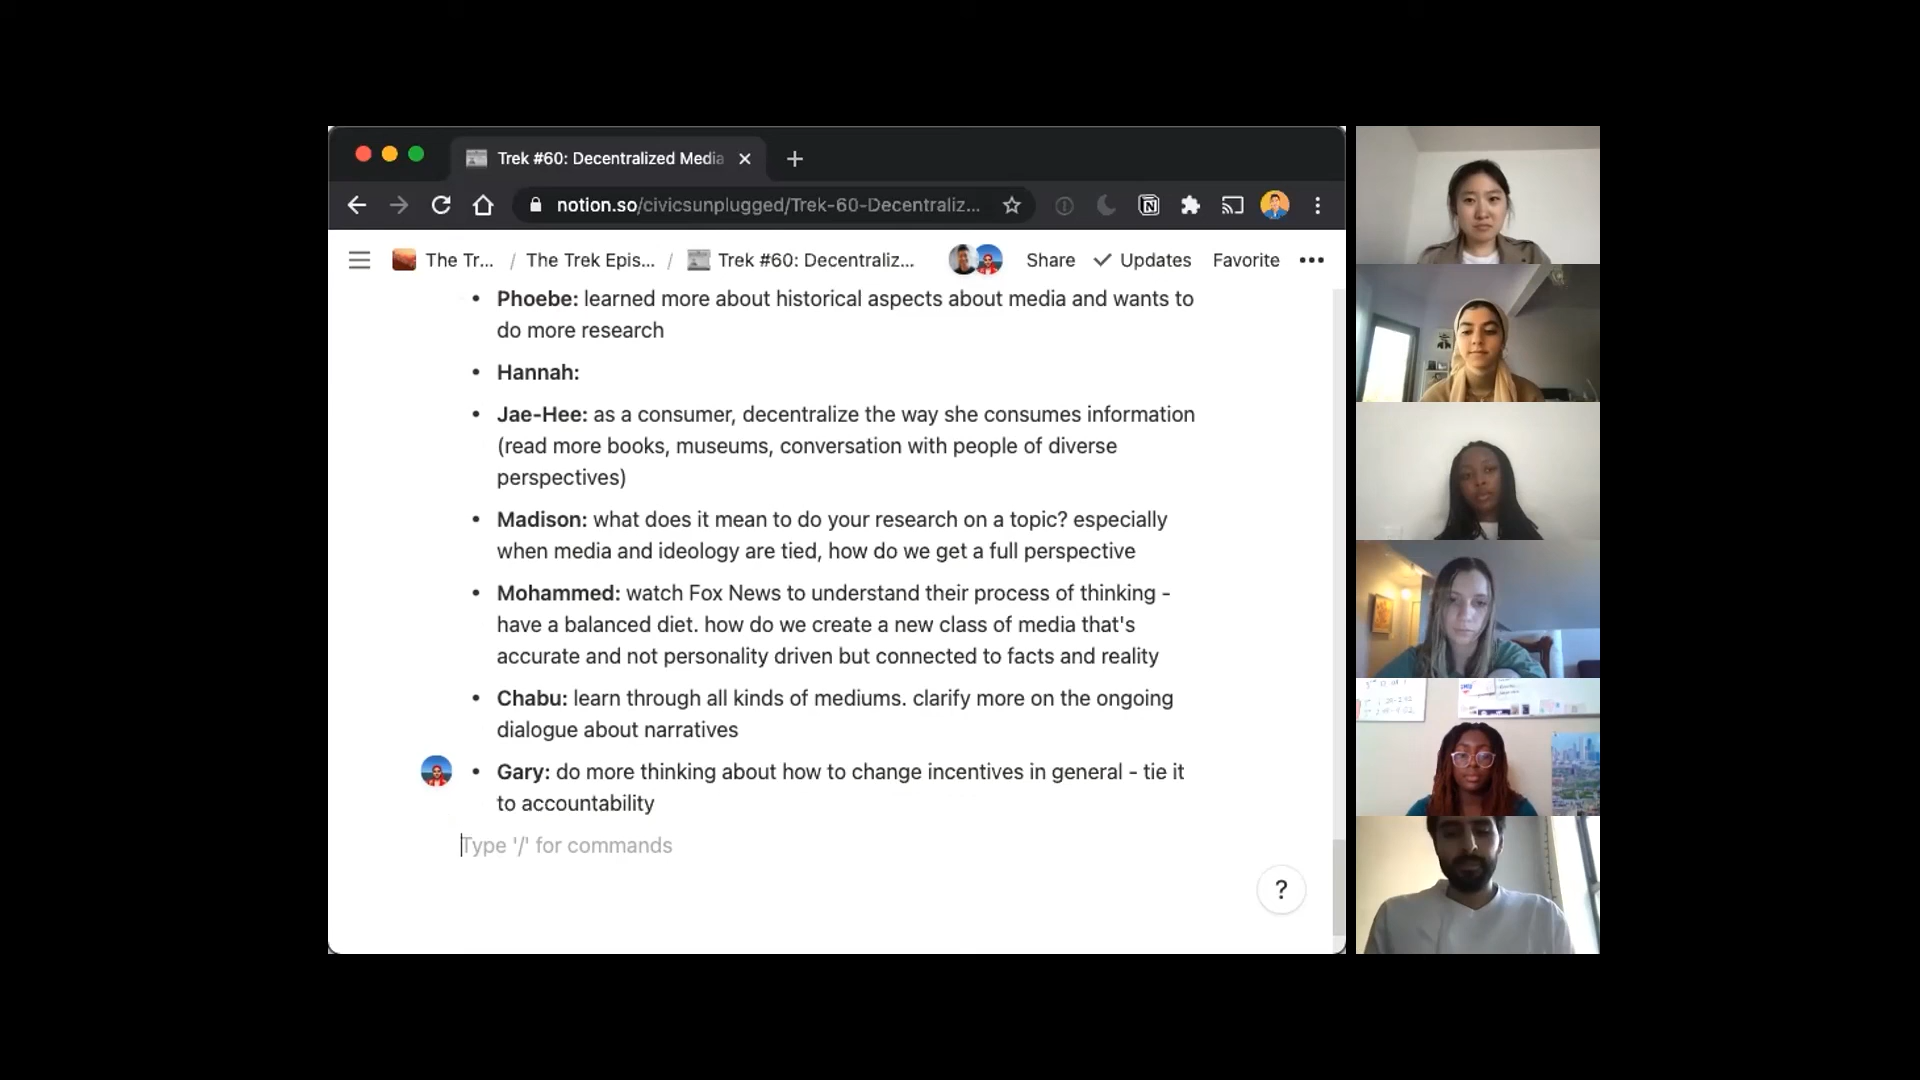 Trek #60: Decentralized Media
notion.so/civicsunplugged/Trek-60-Decentraliz...
The Tr... / The Trek Epis... / Trek #60: Decentraliz... Share Updates Favorite
Phoebe: learned more about historical aspects about media and wants to
do more research
Hannah:
Jae-Hee: as a consumer, decentralize the way she consumes information
(read more books, museums, conversation with people of diverse
perspectives)
Madison: what does it mean to do your research on a topic? especially
when media and ideology are tied, how do we get a full perspective
Mohammed: watch Fox News to understand their process of thinking -
have a balanced diet. how do we create a new class of media that's
accurate and not personality driven but connected to facts and reality
Chabu: learn through all kinds of mediums. clarify more on the ongoing
dialogue about narratives
Gary: do more thinking about how to change incentives in general - tie it
to accountability
Type '/' for commands
?